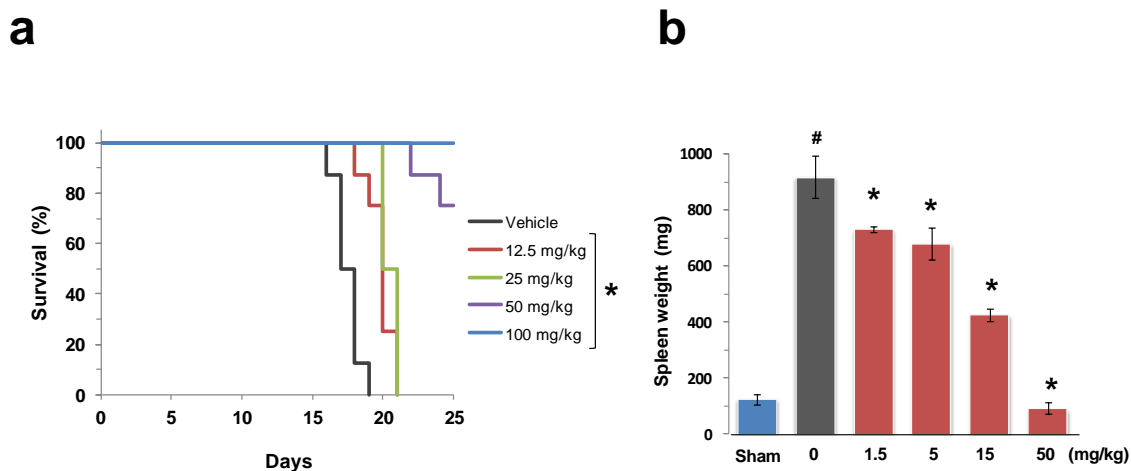 a
Survival (%)
100
80
60
40
20
0
0 5 10 15 20 25
Days
Vehicle
12.5 mg/kg
25 mg/kg
50 mg/kg
100 mg/kg
*
b
Spleen weight (mg)
1000
800
600
400
200
0
#
*
*
*
*
Sham 0 1.5 5 15 50 (mg/kg)